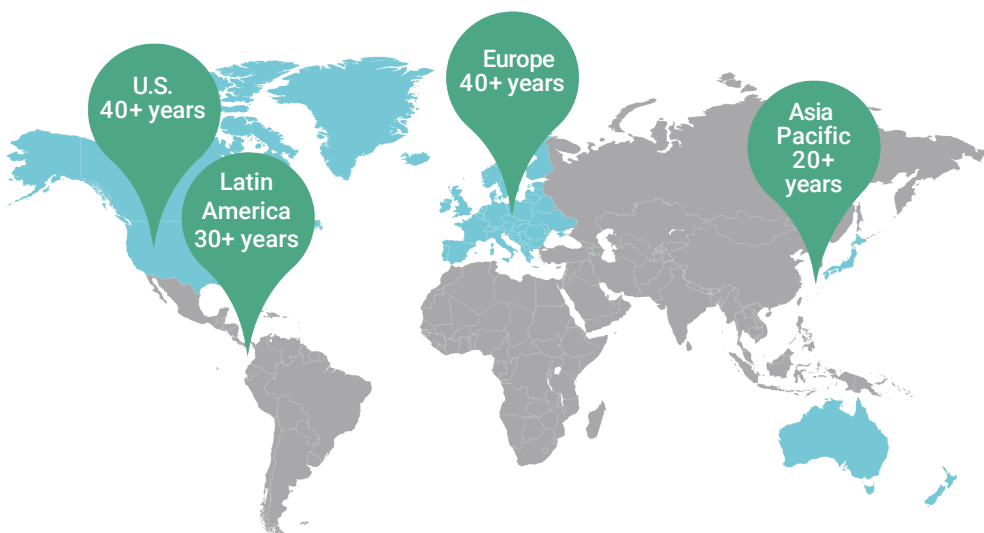 U.S.
40+ years
Latin
America
30+ years
Europe
40+ years
Asia
Pacific
20+
years